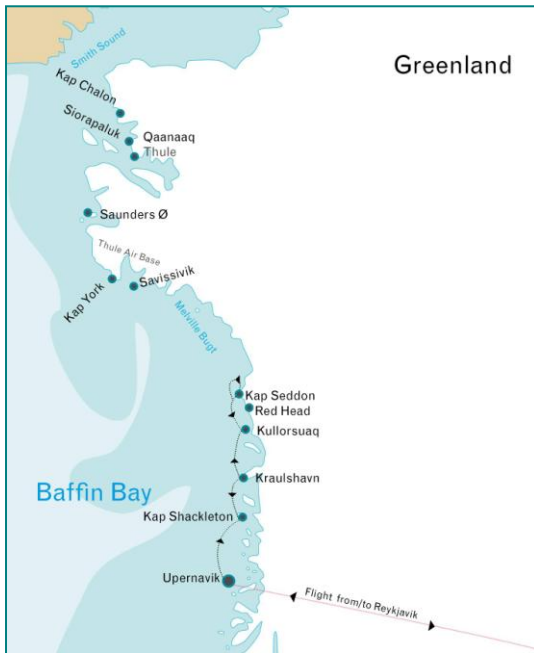 Smith Sound
Greenland
Kap Chalon
Siorapaluk
Qaanaaq
Thule
Saunders Ø
Thule Air Base
Kap York
Savissivik
Melville Bugt
Kap Seddon
Red Head
Kullorsuaq
Kraulshavn
Baffin Bay
Kap Shackleton
Upernavik
Flight from/to Reykjavik